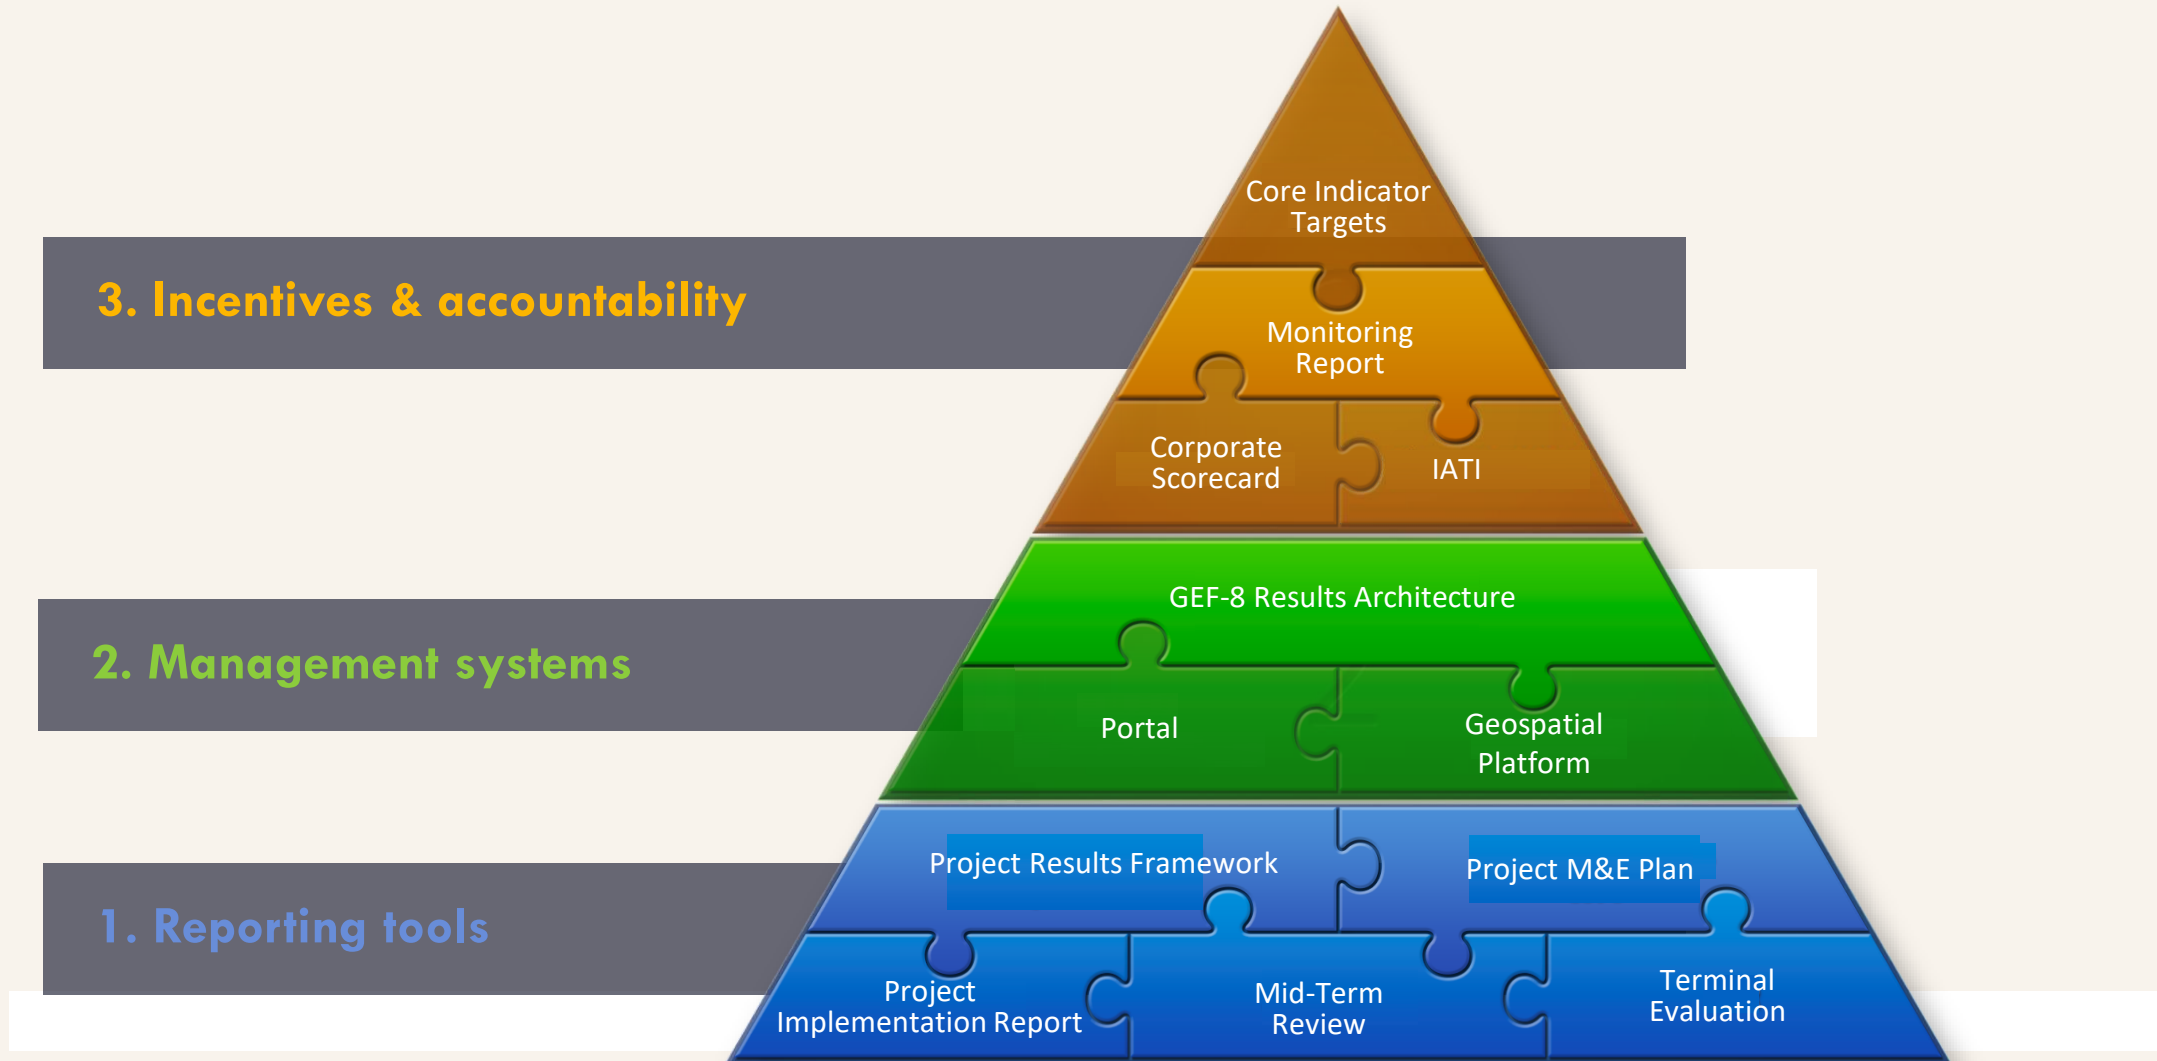 Core Indicator
Targets
3. Incentives & accountability
Monitoring
Report
Corporate
Scorecard
IATI
GEF-8 Results Architecture
2. Management systems
Portal
Geospatial
Platform
Project Results Framework
Project M&E Plan
1. Reporting tools
Project
Implementation Report
Mid-Term
Review
Terminal
Evaluation